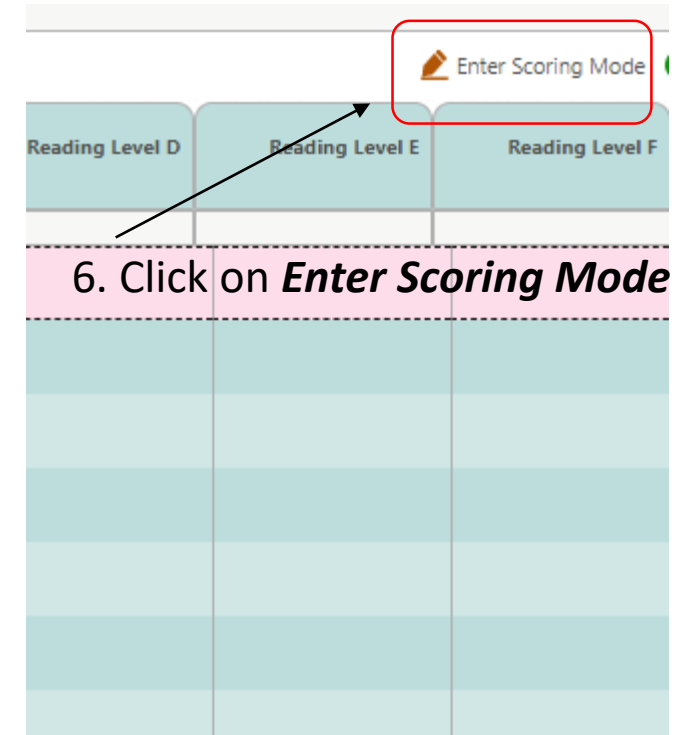 Enter Scoring Mode
Reading Level D
Reading Level E
Reading Level F
6. Click on Enter Scoring Mode